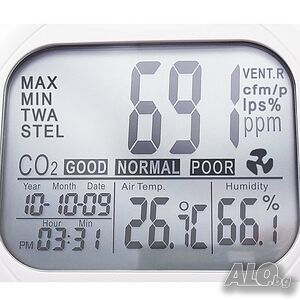 MAX
MIN
TWA
STEL
691
VENT.R
cfm/p
lps%
ppm
CO2 GOOD NORMAL POOR
Year Month Date
10-10-09
Hour Min
PM 03:31
Air Temp.
26.1°C
Humidity
66.1%
ALO.bg